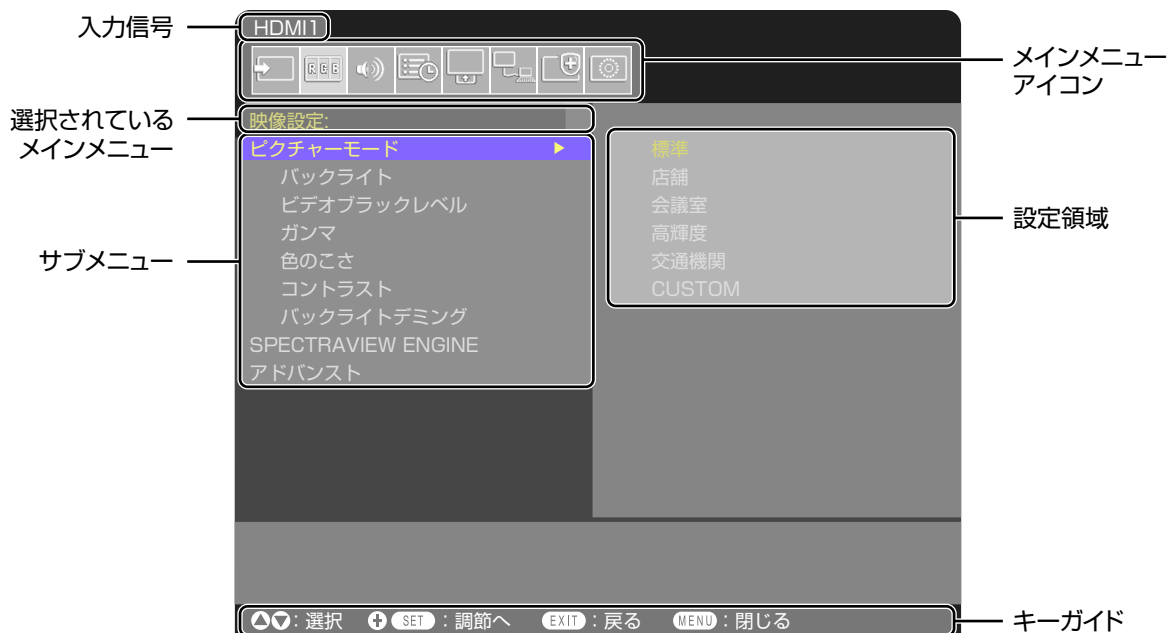 入力信号
HDMI1
RGB
メインメニュー
アイコン
選択されている
メインメニュー
映像設定:
ピクチャーモード
バックライト
ビデオブラックレベル
ガンマ
色のこさ
コントラスト
バックライトデミング
SPECTRAVIEW ENGINE
アドバンスト
サブメニュー
標準
店舗
会議室
高輝度
交通機関
CUSTOM
設定領域
: 選択 SET : 調節へ EXIT : 戻る MENU : 閉じる
キーガイド